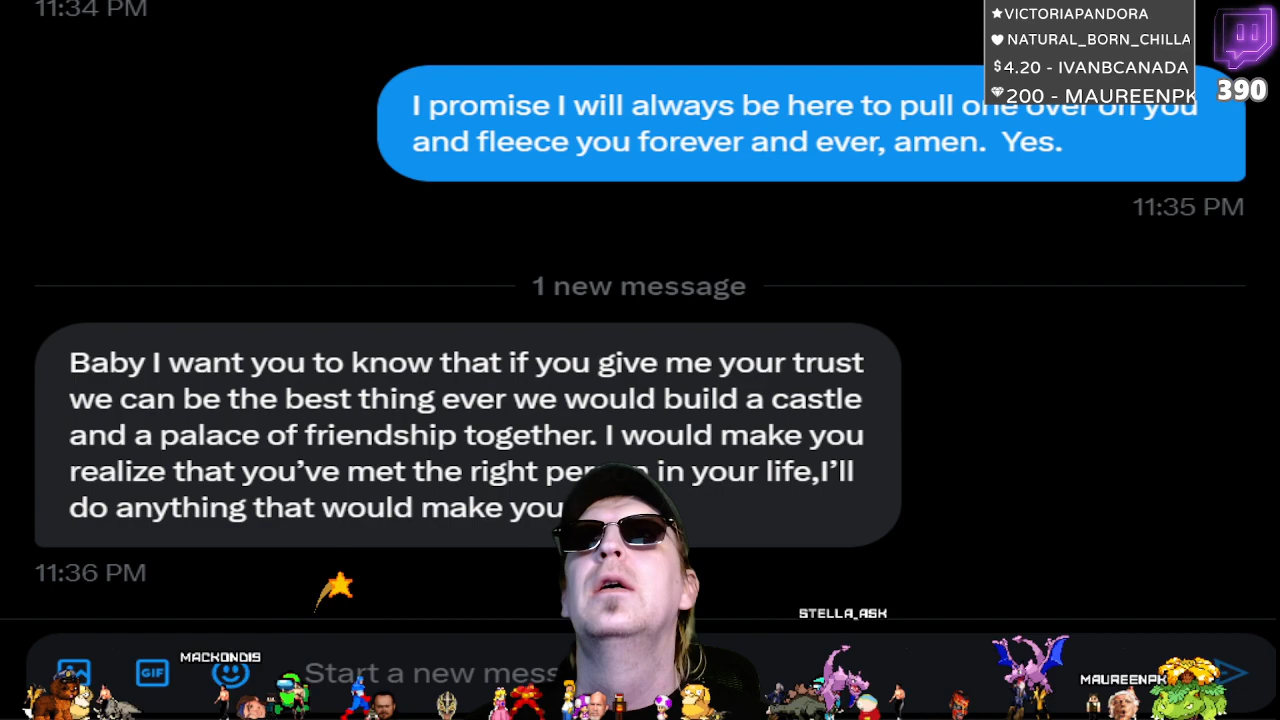 11:34 PM
★VICTORIAPANDORA
NATURAL_BORN_CHILLA
$4.20 - IVANBCANADA
200 - MAUREENPK
390
I promise I will always be here to pull one over on you
and fleece you forever and ever, amen.  Yes.
11:35 PM
1 new message
Baby I want you to know that if you give me your trust
we can be the best thing ever we would build a castle
and a palace of friendship together. I would make you
realize that you’ve met the right in your life,I’ll
do anything that would make you
11:36 PM
STELLA_ASK
MACKONDI9
GIF
Start a new mess
MAUREENPK